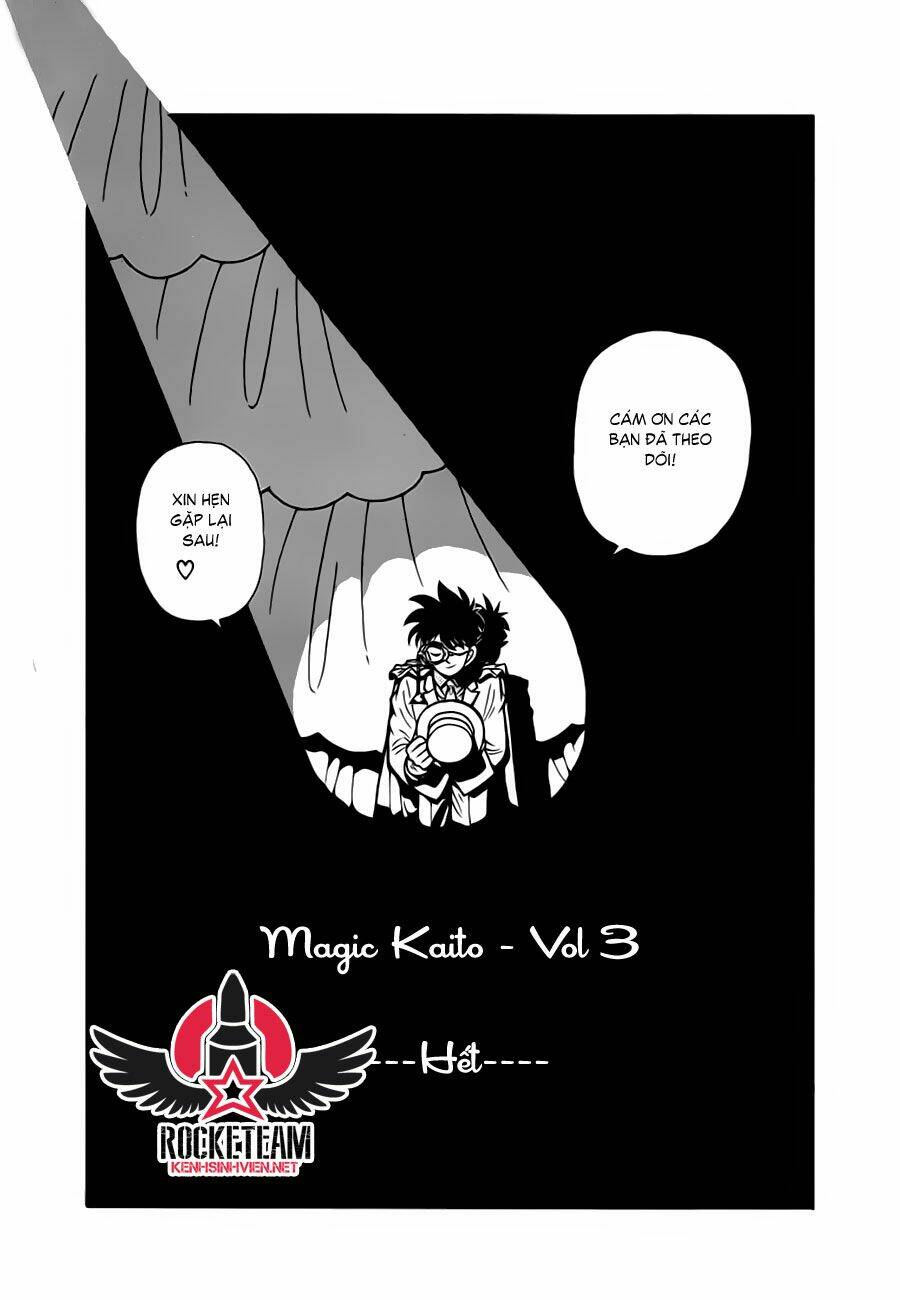 CÁM ƠN CÁC
BẠN ĐÃ THEO
DÕI!
XIN HẸN
GẶP LẠI
SAU!
♡
Magic Kaito - Vol 3
---Hết----
ROCKETEAM
KENHSINHVIEN.NET